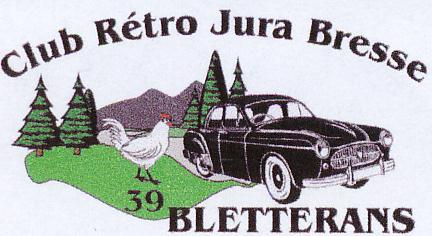 Club Rétro Jura Bresse
39
BLETTERANS